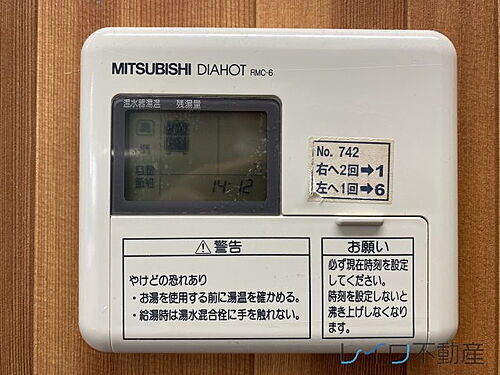 MITSUBISHI DIAHOT RMC-6
温水器湯温 残湯量
14:12
No. 742
右へ2回➔1
左へ1回➔6
⚠警告
やけどの恐れあり
・お湯を使用する前に湯温を確かめる。
・給湯時は湯水混合栓に手を触れない。
お願い
必ず現在時刻を設定
してください。
時刻を設定しないと
沸き上げしなくなり
ます。
レイワ不動産